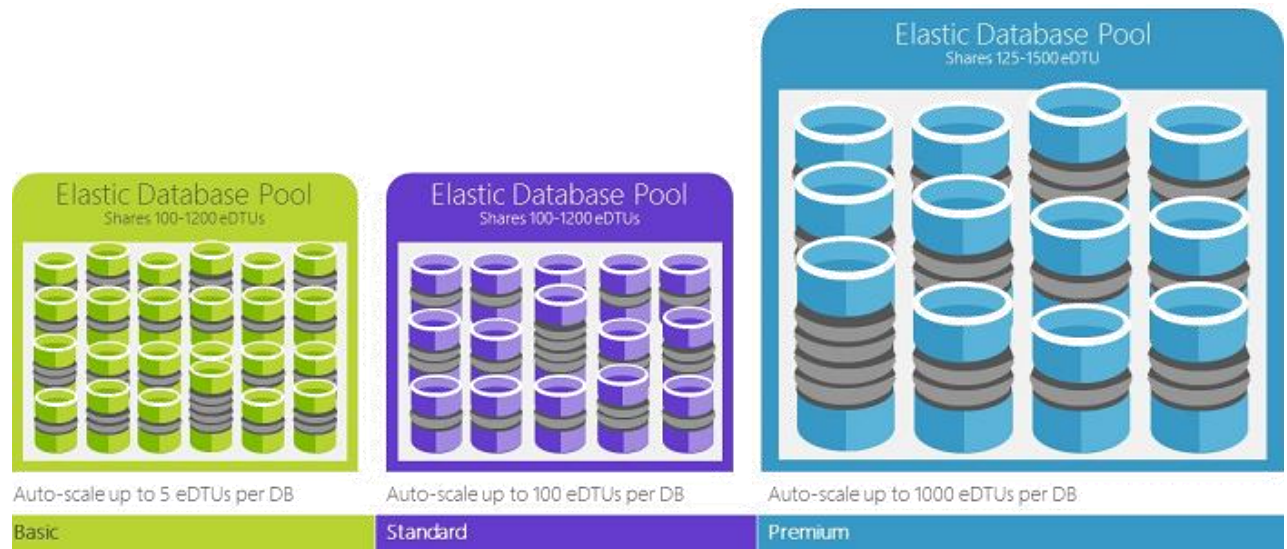 Elastic Database Pool
Shares 100-1200 eDTUs
Auto-scale up to 5 eDTUs per DB
Basic
Elastic Database Pool
Shares 100-1200 eDTUs
Auto-scale up to 100 eDTUs per DB
Standard
Elastic Database Pool
Shares 125-1500 eDTU
Auto-scale up to 1000 eDTUs per DB
Premium